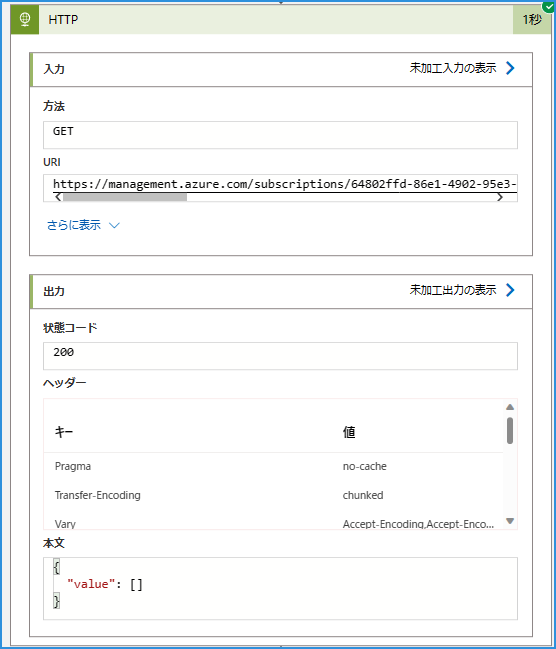 HTTP 1秒
入力 未加工入力の表示
方法
GET
URI
https://management.azure.com/subscriptions/64802ffd-86e1-4902-95e3-
さらに表示
出力 未加工出力の表示
状態コード
200
ヘッダー
キー 値
Pragma no-cache
Transfer-Encoding chunked
Vary Accept-Encoding,Accept-Enco...
本文
{
"value": []
}